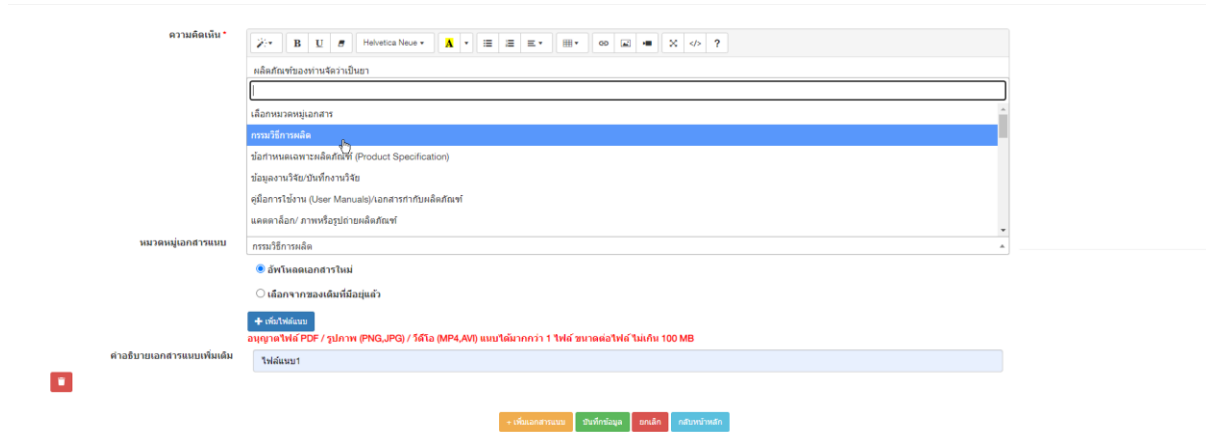 ความคิดเห็น *
B U Helvetica Neue A </> ?
ผลิตภัณฑ์ของท่านจัดว่าเป็นยา
เลือกหมวดหมู่เอกสาร
กรรมวิธีการผลิต
ข้อกำหนดเฉพาะผลิตภัณฑ์ (Product Specification)
ข้อมูลงานวิจัย/บันทึกงานวิจัย
คู่มือการใช้งาน (User Manuals)/เอกสารกำกับผลิตภัณฑ์
แคตตาล็อก/ ภาพหรือรูปถ่ายผลิตภัณฑ์
หมวดหมู่เอกสารแนบ
กรรมวิธีการผลิต
อัพโหลดเอกสารใหม่
เลือกจากของเดิมที่มีอยู่แล้ว
+ เพิ่มไฟล์แนบ
อนุญาตไฟล์ PDF / รูปภาพ (PNG,JPG) / วีดีโอ (MP4,AVI) แนบได้มากกว่า 1 ไฟล์ ขนาดต่อไฟล์ ไม่เกิน 100 MB
คำอธิบายเอกสารแนบเพิ่มเติม
ไฟล์แนบ1
+ เพิ่มเอกสารแนบ บันทึกข้อมูล ยกเลิก กลับหน้าหลัก